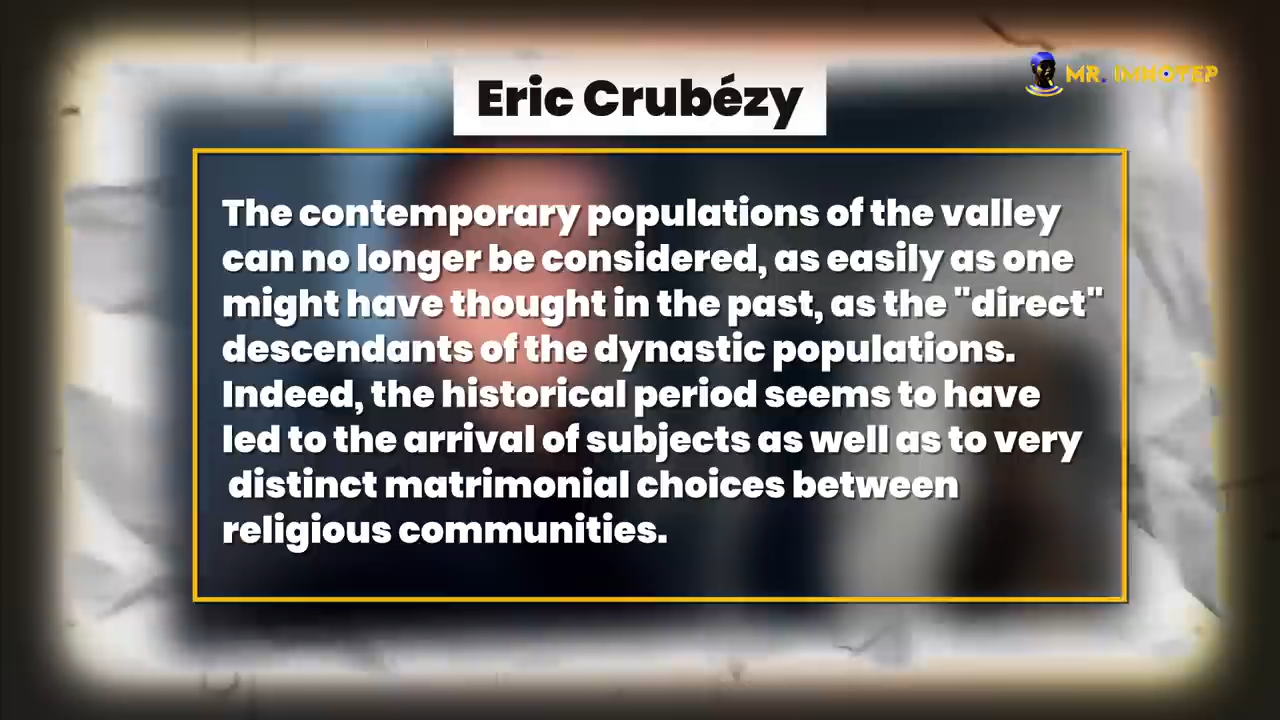 MR. IMHOTEP
Eric Crubézy
The contemporary populations of the valley
can no longer be considered, as easily as one
might have thought in the past, as the "direct"
descendants of the dynastic populations.
Indeed, the historical period seems to have
led to the arrival of subjects as well as to very
distinct matrimonial choices between
religious communities.